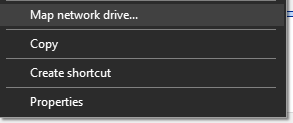 Map network drive...
Copy
Create shortcut
Properties